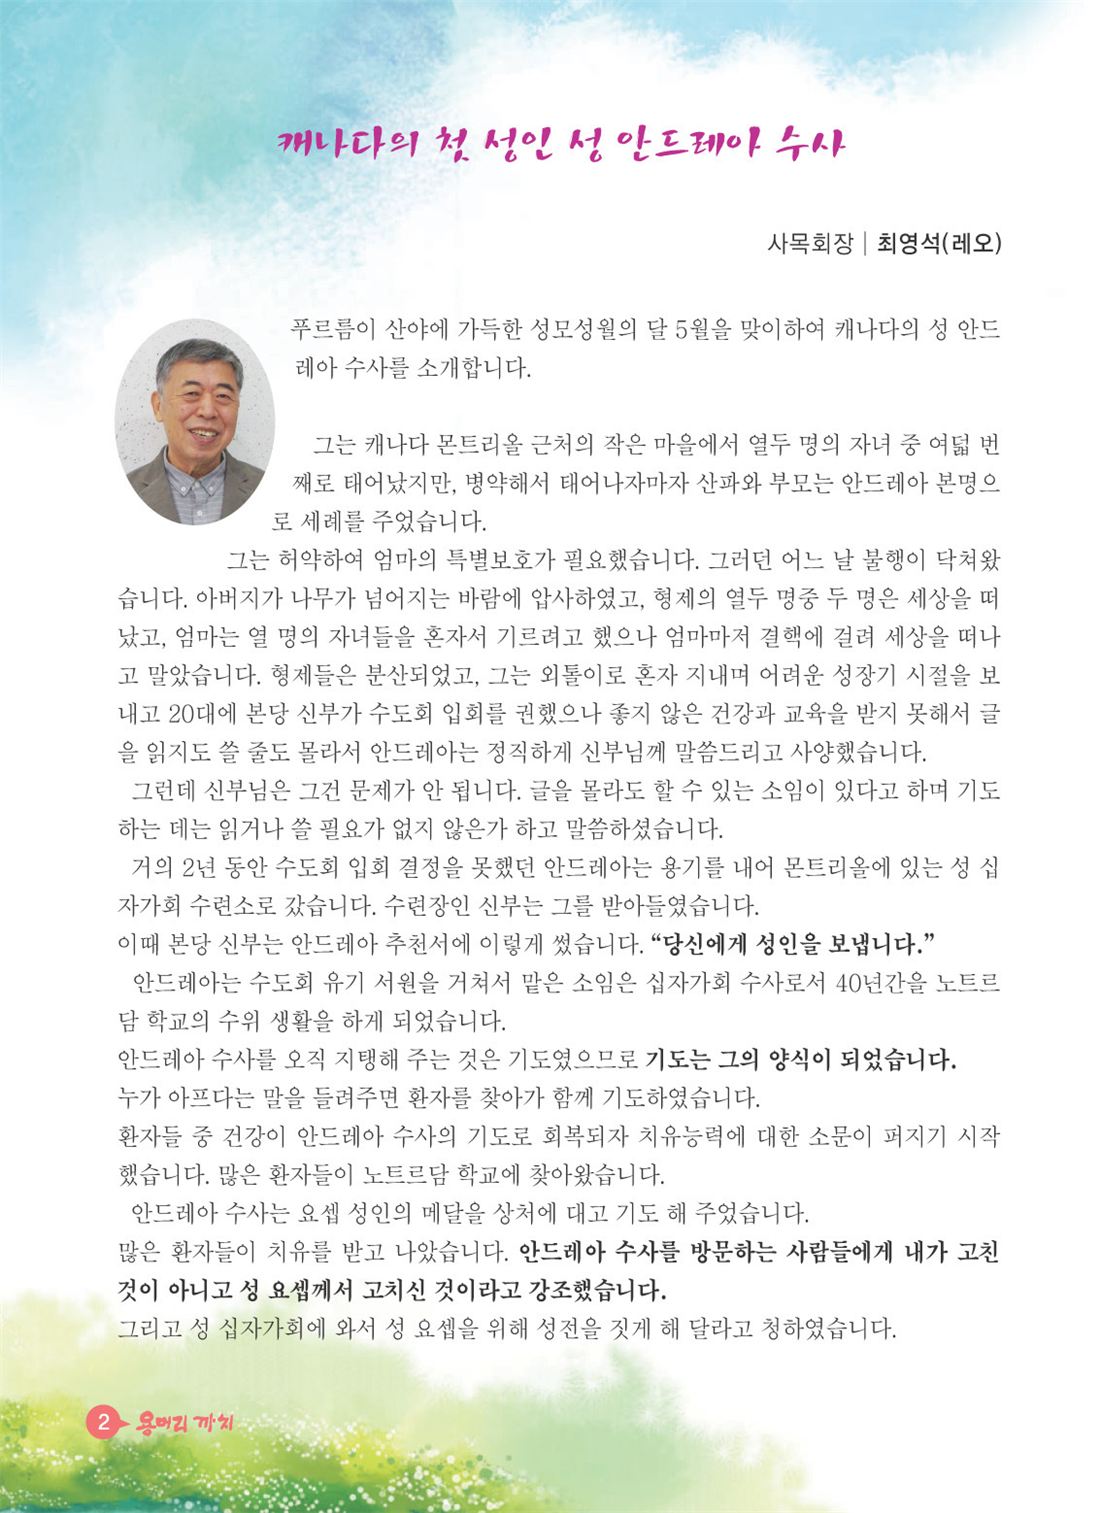 캐나다의 첫 성인 성 안드레아 수사
사목회장 | 최영석(레오)
푸르름이 산야에 가득한 성모성월의 달 5월을 맞이하여 캐나다의 성 안드
레아 수사를 소개합니다.
그는 캐나다 몬트리올 근처의 작은 마을에서 열두 명의 자녀 중 여덟 번
째로 태어났지만, 병약해서 태어나자마자 산파와 부모는 안드레아 본명으
로 세례를 주었습니다.
그는 허약하여 엄마의 특별보호가 필요했습니다. 그러던 어느 날 불행이 닥쳐왔
습니다. 아버지가 나무가 넘어지는 바람에 압사하였고, 형제의 열두 명중 두 명은 세상을 떠
났고, 엄마는 열 명의 자녀들을 혼자서 기르려고 했으나 엄마마저 결핵에 걸려 세상을 떠나
고 말았습니다. 형제들은 분산되었고, 그는 외톨이로 혼자 지내며 어려운 성장기 시절을 보
내고 20대에 본당 신부가 수도회 입회를 권했으나 좋지 않은 건강과 교육을 받지 못해서 글
을 읽지도 쓸 줄도 몰라서 안드레아는 정직하게 신부님께 말씀드리고 사양했습니다.
그런데 신부님은 그건 문제가 안 됩니다. 글을 몰라도 할 수 있는 소임이 있다고 하며 기도
하는 데는 읽거나 쓸 필요가 없지 않은가 하고 말씀하셨습니다.
거의 2년 동안 수도회 입회 결정을 못했던 안드레아는 용기를 내어 몬트리올에 있는 성 십
자가회 수련소로 갔습니다. 수련장인 신부는 그를 받아들였습니다.
이때 본당 신부는 안드레아 추천서에 이렇게 썼습니다. “당신에게 성인을 보냅니다.”
안드레아는 수도회 유기 서원을 거쳐서 맡은 소임은 십자가회 수사로서 40년간을 노트르
담 학교의 수위 생활을 하게 되었습니다.
안드레아 수사를 오직 지탱해 주는 것은 기도였으므로 기도는 그의 양식이 되었습니다.
누가 아프다는 말을 들려주면 환자를 찾아가 함께 기도하였습니다.
환자들 중 건강이 안드레아 수사의 기도로 회복되자 치유능력에 대한 소문이 퍼지기 시작
했습니다. 많은 환자들이 노트르담 학교에 찾아왔습니다.
안드레아 수사는 요셉 성인의 메달을 상처에 대고 기도 해 주었습니다.
많은 환자들이 치유를 받고 나았습니다. 안드레아 수사를 방문하는 사람들에게 내가 고친
것이 아니고 성 요셉께서 고치신 것이라고 강조했습니다.
그리고 성 십자가회에 와서 성 요셉을 위해 성전을 짓게 해 달라고 청하였습니다.
2 용머리 까치